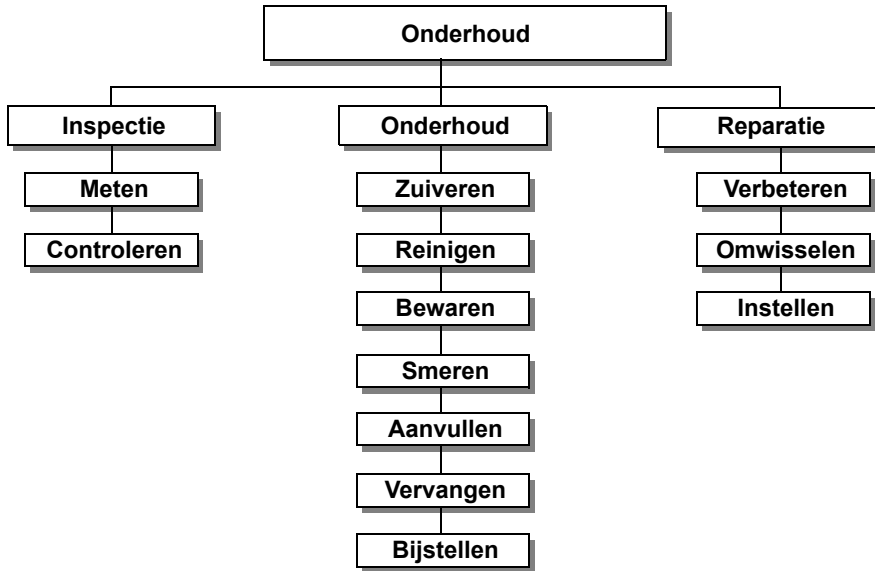 Onderhoud
Inspectie
Meten
Controleren
Onderhoud
Zuiveren
Reinigen
Bewaren
Smeren
Aanvullen
Vervangen
Bijstellen
Reparatie
Verbeteren
Omwisselen
Instellen